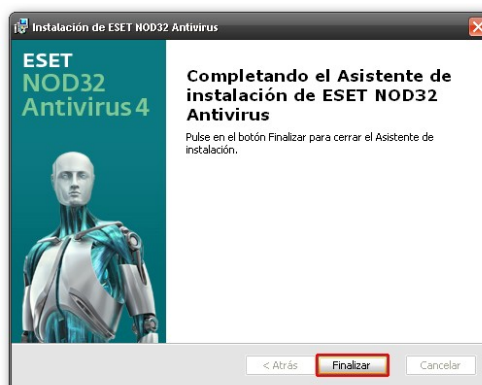 Instalación de ESET NOD32 Antivirus
ESET
NOD32
Antivirus 4
Completando el Asistente de
instalación de ESET NOD32
Antivirus
Pulse en el botón Finalizar para cerrar el Asistente de
instalación.
< Atrás
Finalizar
Cancelar